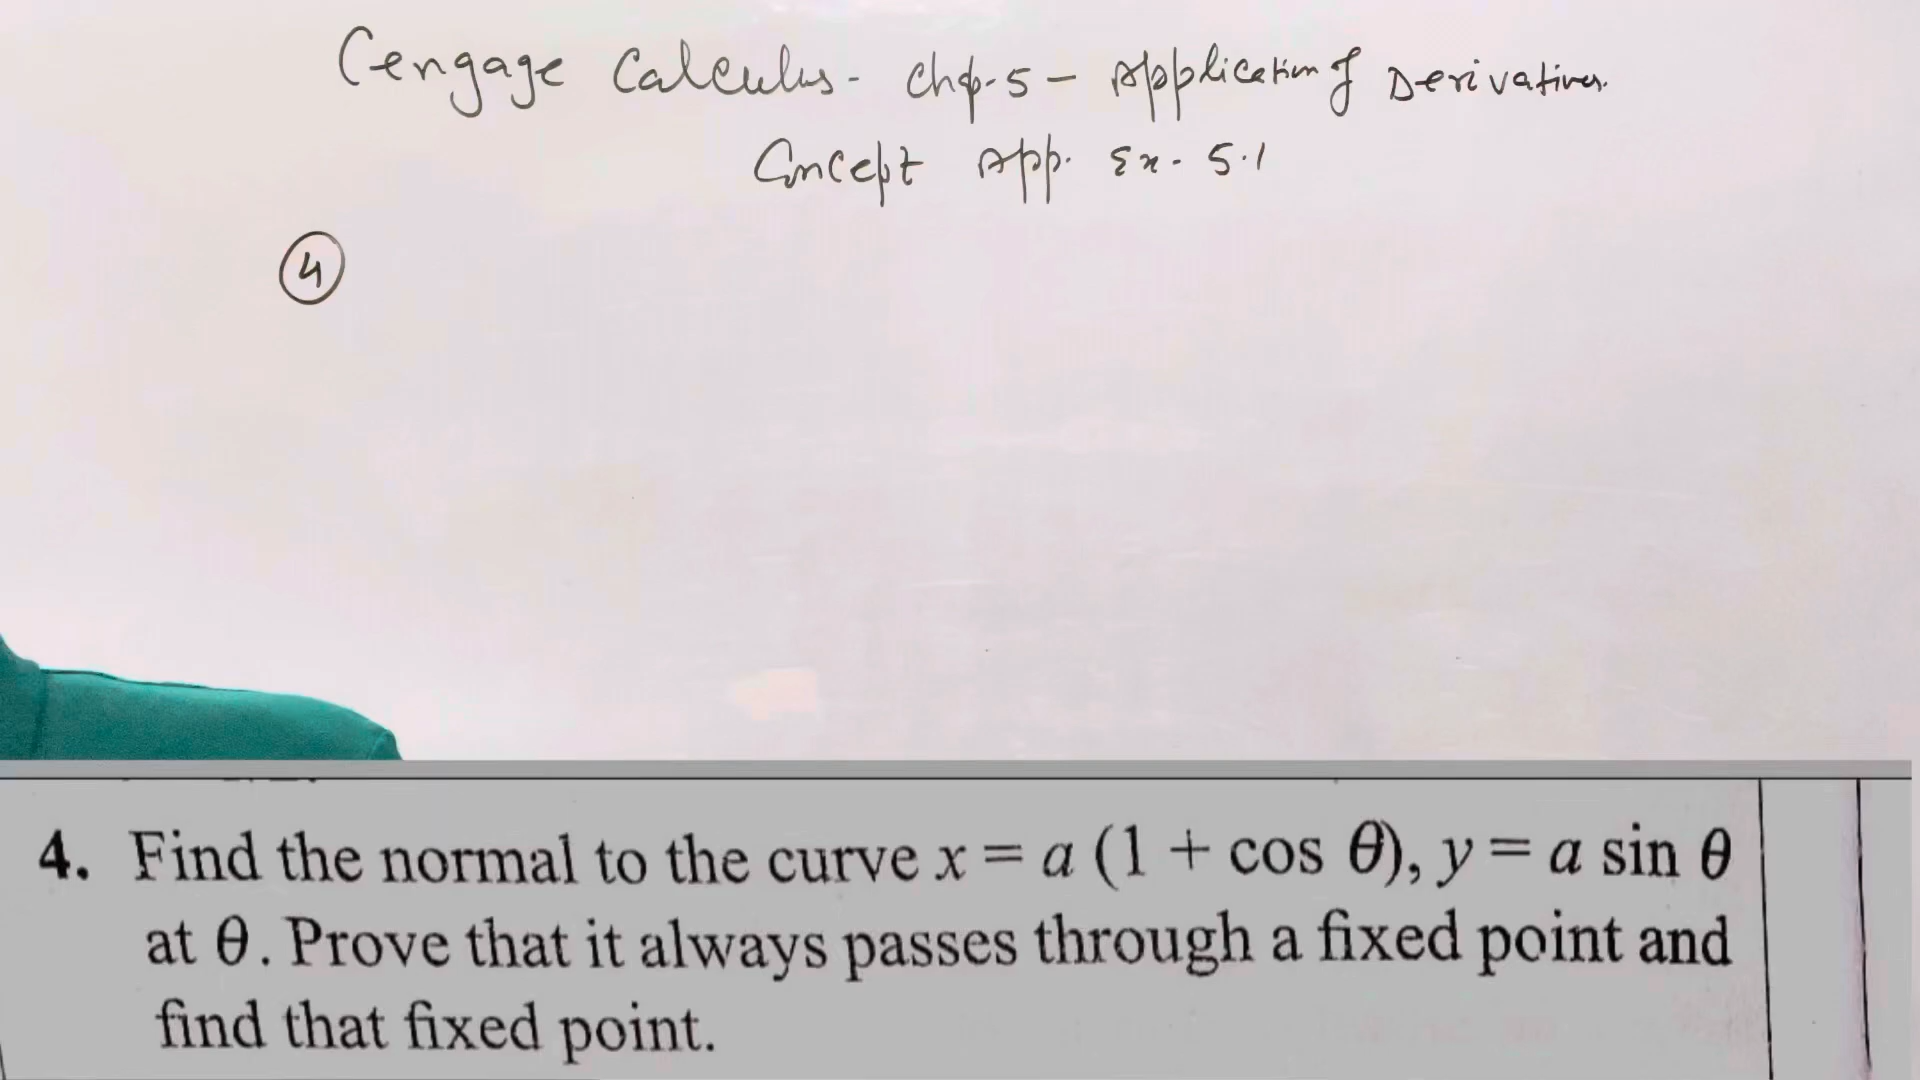 Cengage Calculus - Chp-5 - Application of Derivatives.
Concept App. Ex- 5.1
4
4. Find the normal to the curve x = a (1 + cos θ), y = a sin θ
at θ. Prove that it always passes through a fixed point and
find that fixed point.